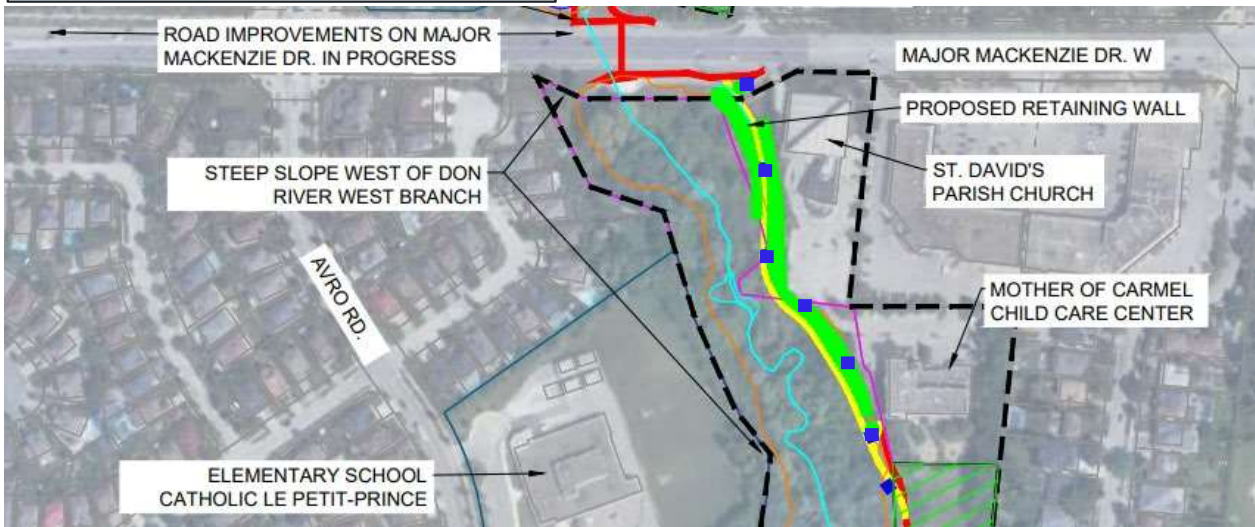 ROAD IMPROVEMENTS ON MAJOR
MACKENZIE DR. IN PROGRESS
MAJOR MACKENZIE DR. W
PROPOSED RETAINING WALL
STEEP SLOPE WEST OF DON
RIVER WEST BRANCH
ST. DAVID'S
PARISH CHURCH
AVRO RD.
MOTHER OF CARMEL
CHILD CARE CENTER
ELEMENTARY SCHOOL
CATHOLIC LE PETIT-PRINCE